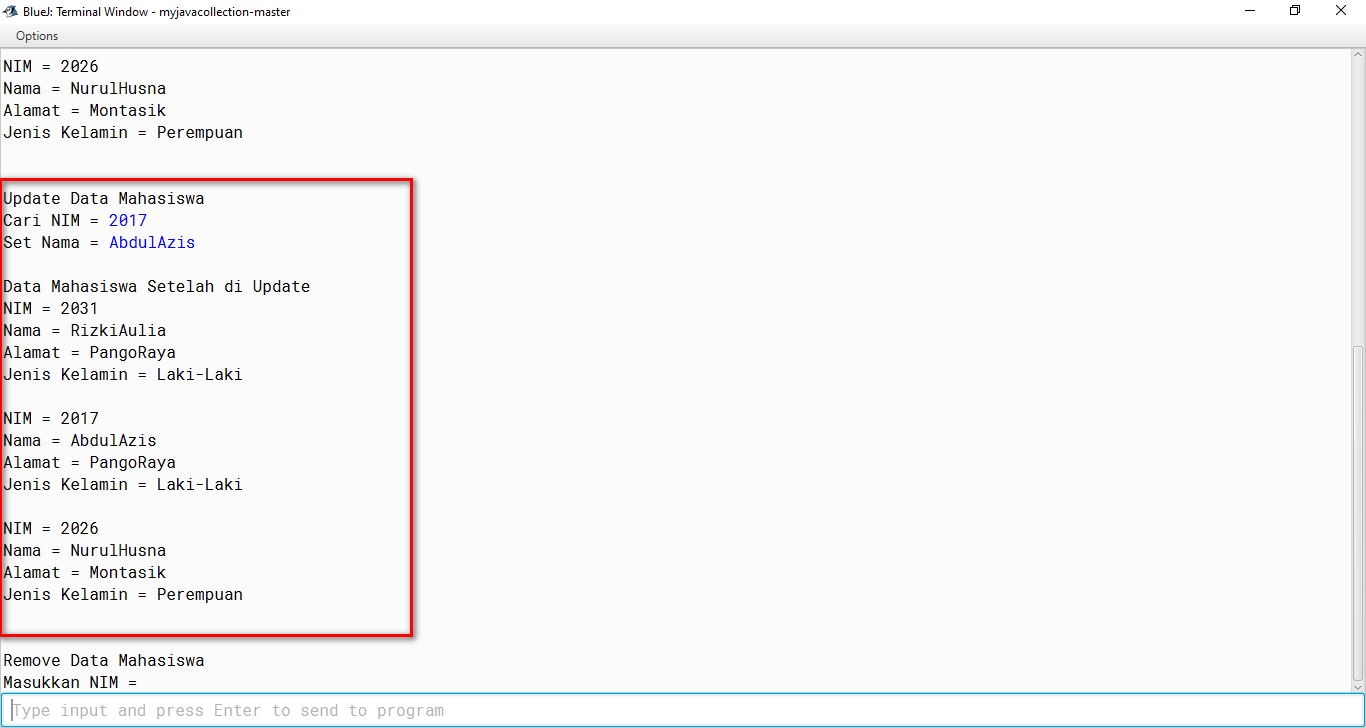 BlueJ: Terminal Window - myjavacollection-master
Options
NIM = 2026
Nama = NurulHusna
Alamat = Montasik
Jenis Kelamin = Perempuan
Update Data Mahasiswa
Cari NIM = 2017
Set Nama = AbdulAzis
Data Mahasiswa Setelah di Update
NIM = 2031
Nama = RizkiAulia
Alamat = PangoRaya
Jenis Kelamin = Laki-Laki
NIM = 2017
Nama = AbdulAzis
Alamat = PangoRaya
Jenis Kelamin = Laki-Laki
NIM = 2026
Nama = NurulHusna
Alamat = Montasik
Jenis Kelamin = Perempuan
Remove Data Mahasiswa
Masukkan NIM =
Type input and press Enter to send to program